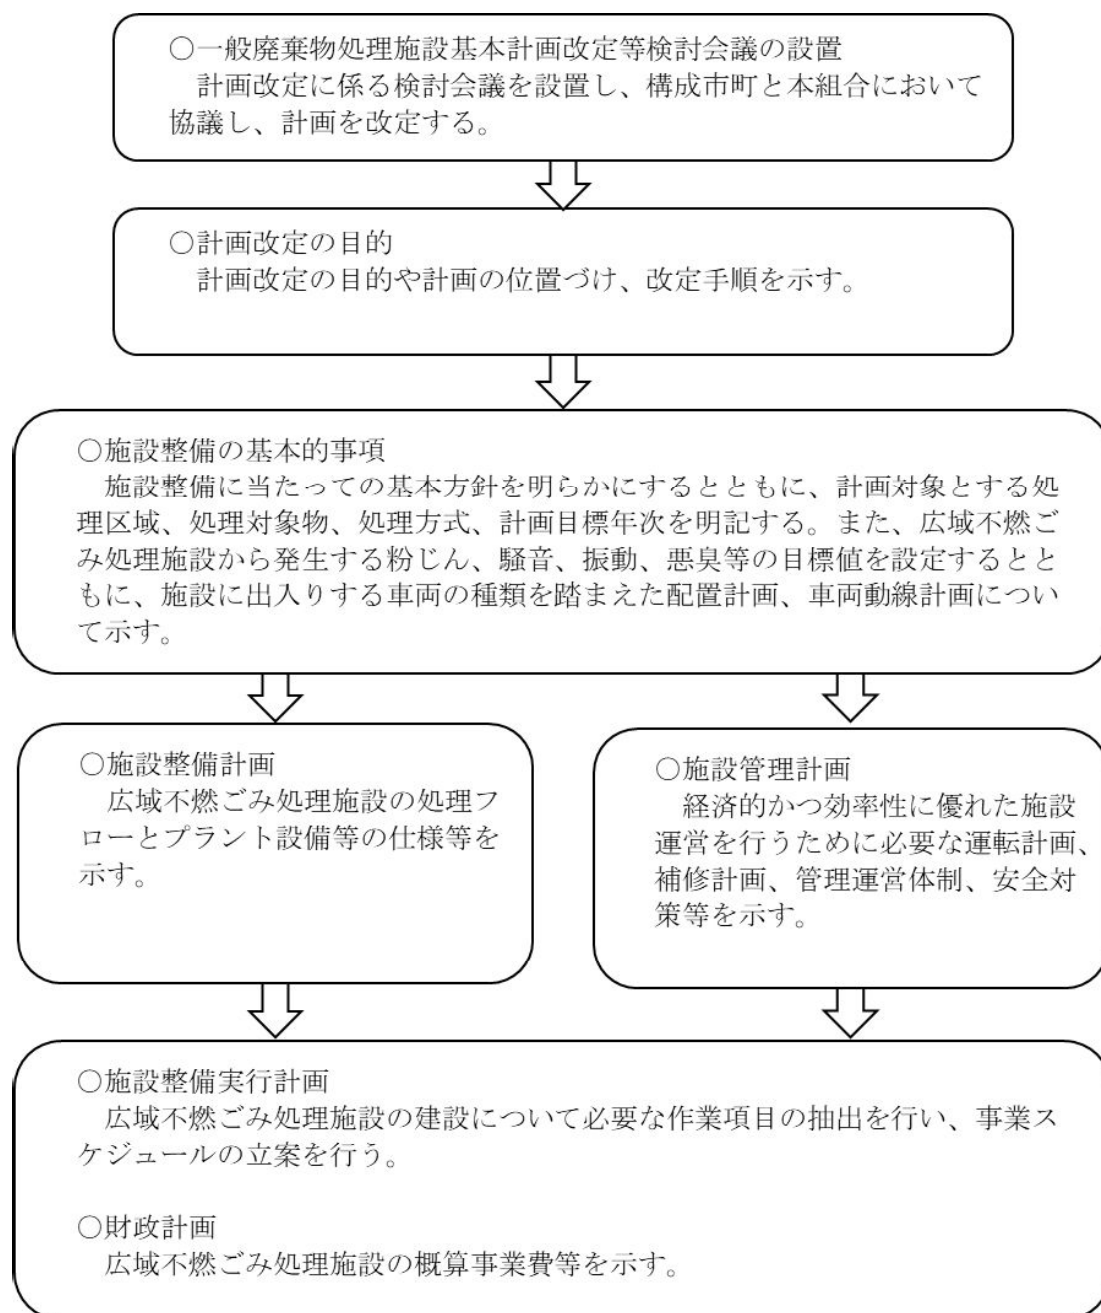 ○一般廃棄物処理施設基本計画改定等検討会議の設置
計画改定に係る検討会議を設置し、構成市町と本組合において
協議し、計画を改定する。
○計画改定の目的
計画改定の目的や計画の位置づけ、改定手順を示す。
○施設整備の基本的事項
施設整備に当たっての基本方針を明らかにするとともに、計画対象とする処
理区域、処理対象物、処理方式、計画目標年次を明記する。また、広域不燃ご
み処理施設から発生する粉じん、騒音、振動、悪臭等の目標値を設定するとと
もに、施設に出入りする車両の種類を踏まえた配置計画、車両動線計画につい
て示す。
○施設整備計画
広域不燃ごみ処理施設の処理フ
ローとプラント設備等の仕様等を
示す。
○施設管理計画
経済的かつ効率性に優れた施設
運営を行うために必要な運転計画、
補修計画、管理運営体制、安全対
策等を示す。
○施設整備実行計画
広域不燃ごみ処理施設の建設について必要な作業項目の抽出を行い、事業ス
ケジュールの立案を行う。
○財政計画
広域不燃ごみ処理施設の概算事業費等を示す。